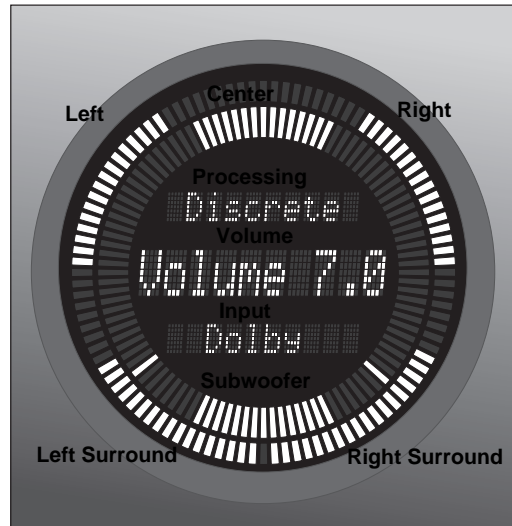 Center
Left
Right
Processing
Discrete
Volume
Volume 7.0
Input
Dolby
Subwoofer
Left Surround
Right Surround